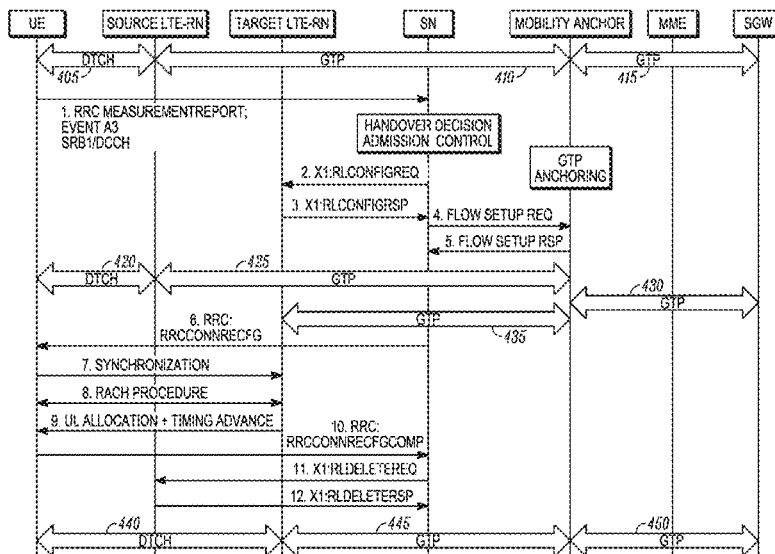 UE
SOURCE LTE-RN
TARGET LTE-RN
SN
MOBILITY ANCHOR
MME
SGW
DTCH
GTP
GTP
405
410
415
1. RRC MEASUREMENTREPORT;
EVENT A3
SRB1/DCCH
HANDOVER DECISION
ADMISSION CONTROL
GTP
ANCHORING
2. X1:RLCONFIGREQ
3. X1:RLCONFIGRSP
4. FLOW SETUP REQ
5. FLOW SETUP RSP
420
425
DTCH
GTP
430
GTP
GTP
435
6. RRC:
RRCCONNRECFG
7. SYNCHRONIZATION
8. RACH PROCEDURE
9. UL ALLOCATION + TIMING ADVANCE
10. RRC:
RRCCONNRECFGCOMP
11. X1:RLDELETEREQ
12. X1:RLDELETERSP
440
445
450
DTCH
GTP
GTP